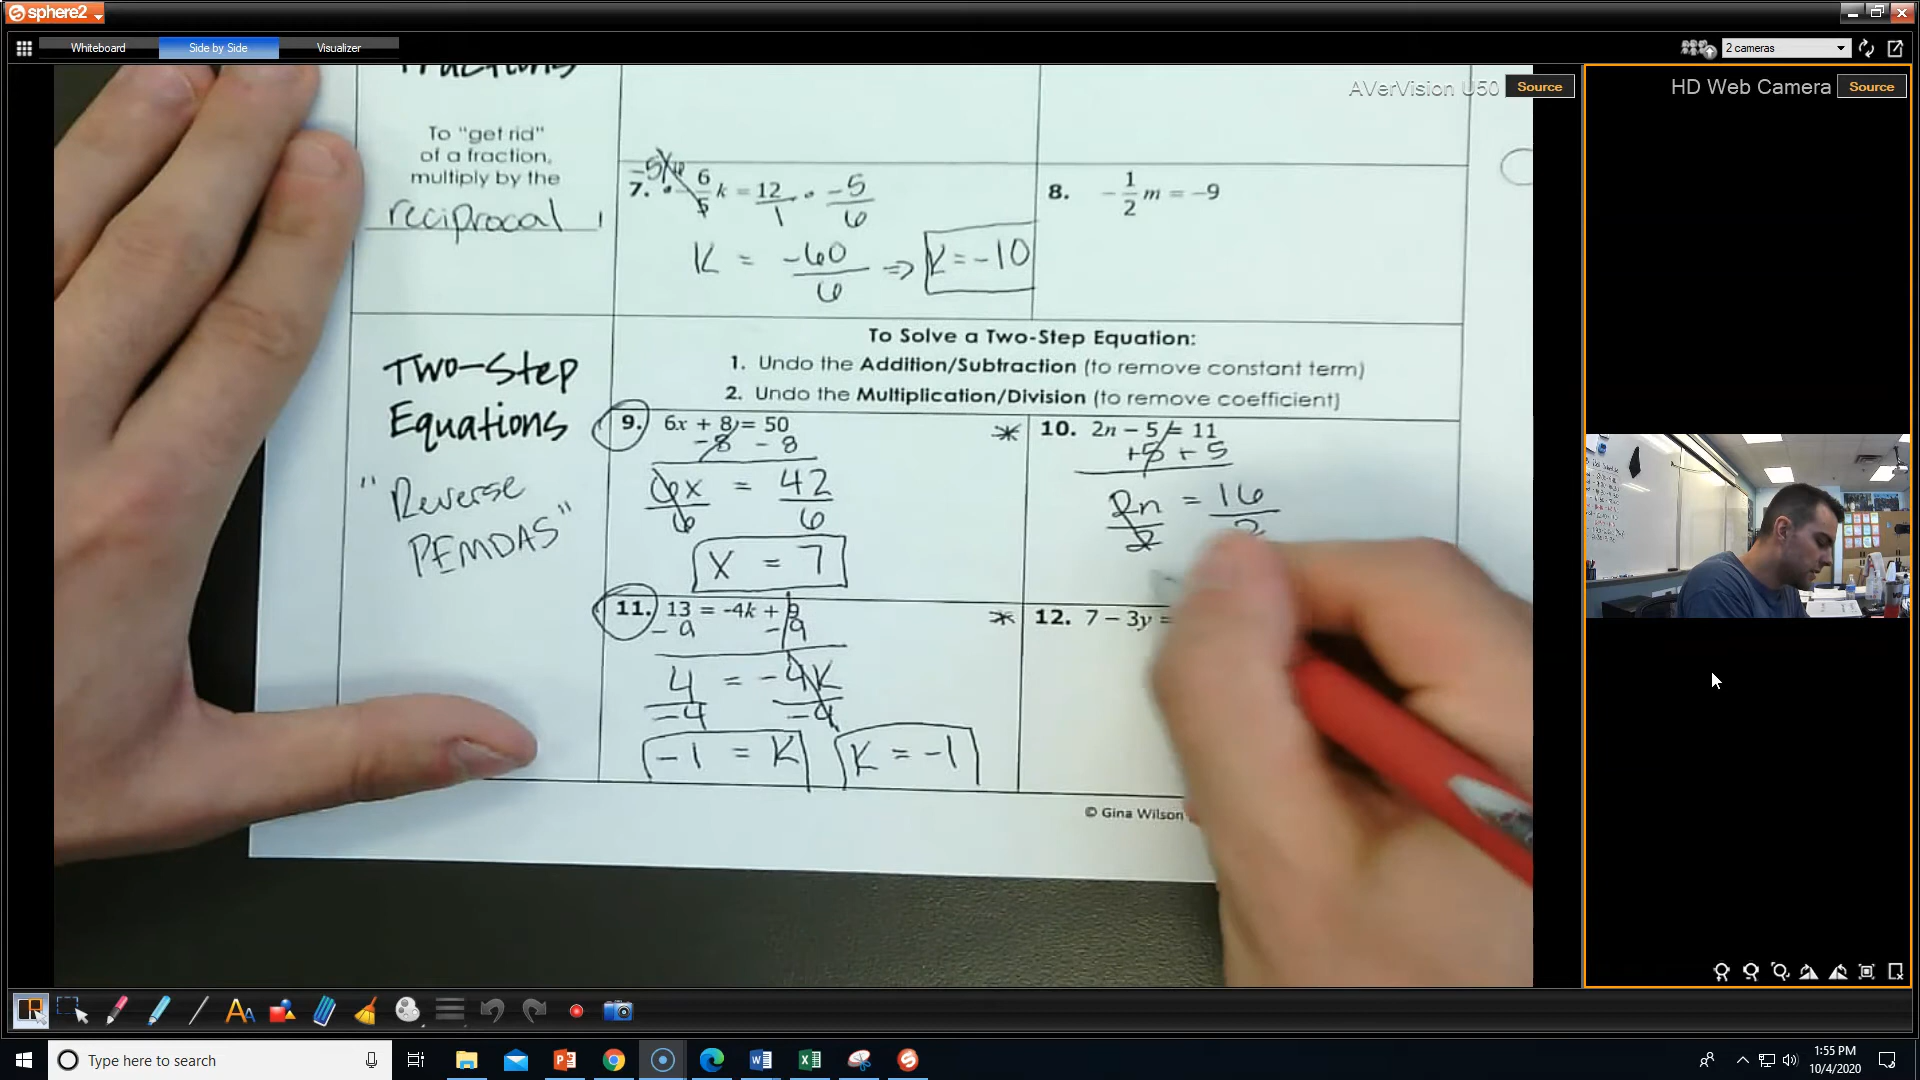 sphere2
Whiteboard
Side by Side
Visualizer
2 cameras
AVerVision U50
Source
HD Web Camera
Source
Fractions
To "get rid"
of a fraction,
multiply by the
reciprocal
7. -6/5 k = 12/1 • -5/6
K = -60/6 => K = -10
8. -1/2 m = -9
To Solve a Two-Step Equation:
1. Undo the Addition/Subtraction (to remove constant term)
2. Undo the Multiplication/Division (to remove coefficient)
Two-Step
Equations
"Reverse
PEMDAS"
9. 6x + 8 = 50
-8 -8
6x = 42
6 6
x = 7
10. 2n - 5 = 11
+5 +5
2n = 16
2 2
11. 13 = -4k + 9
-9 -9
4 = -4K
-4 -4
-1 = K K = -1
12. 7 - 3y =
© Gina Wilson
Type here to search
1:55 PM
10/4/2020